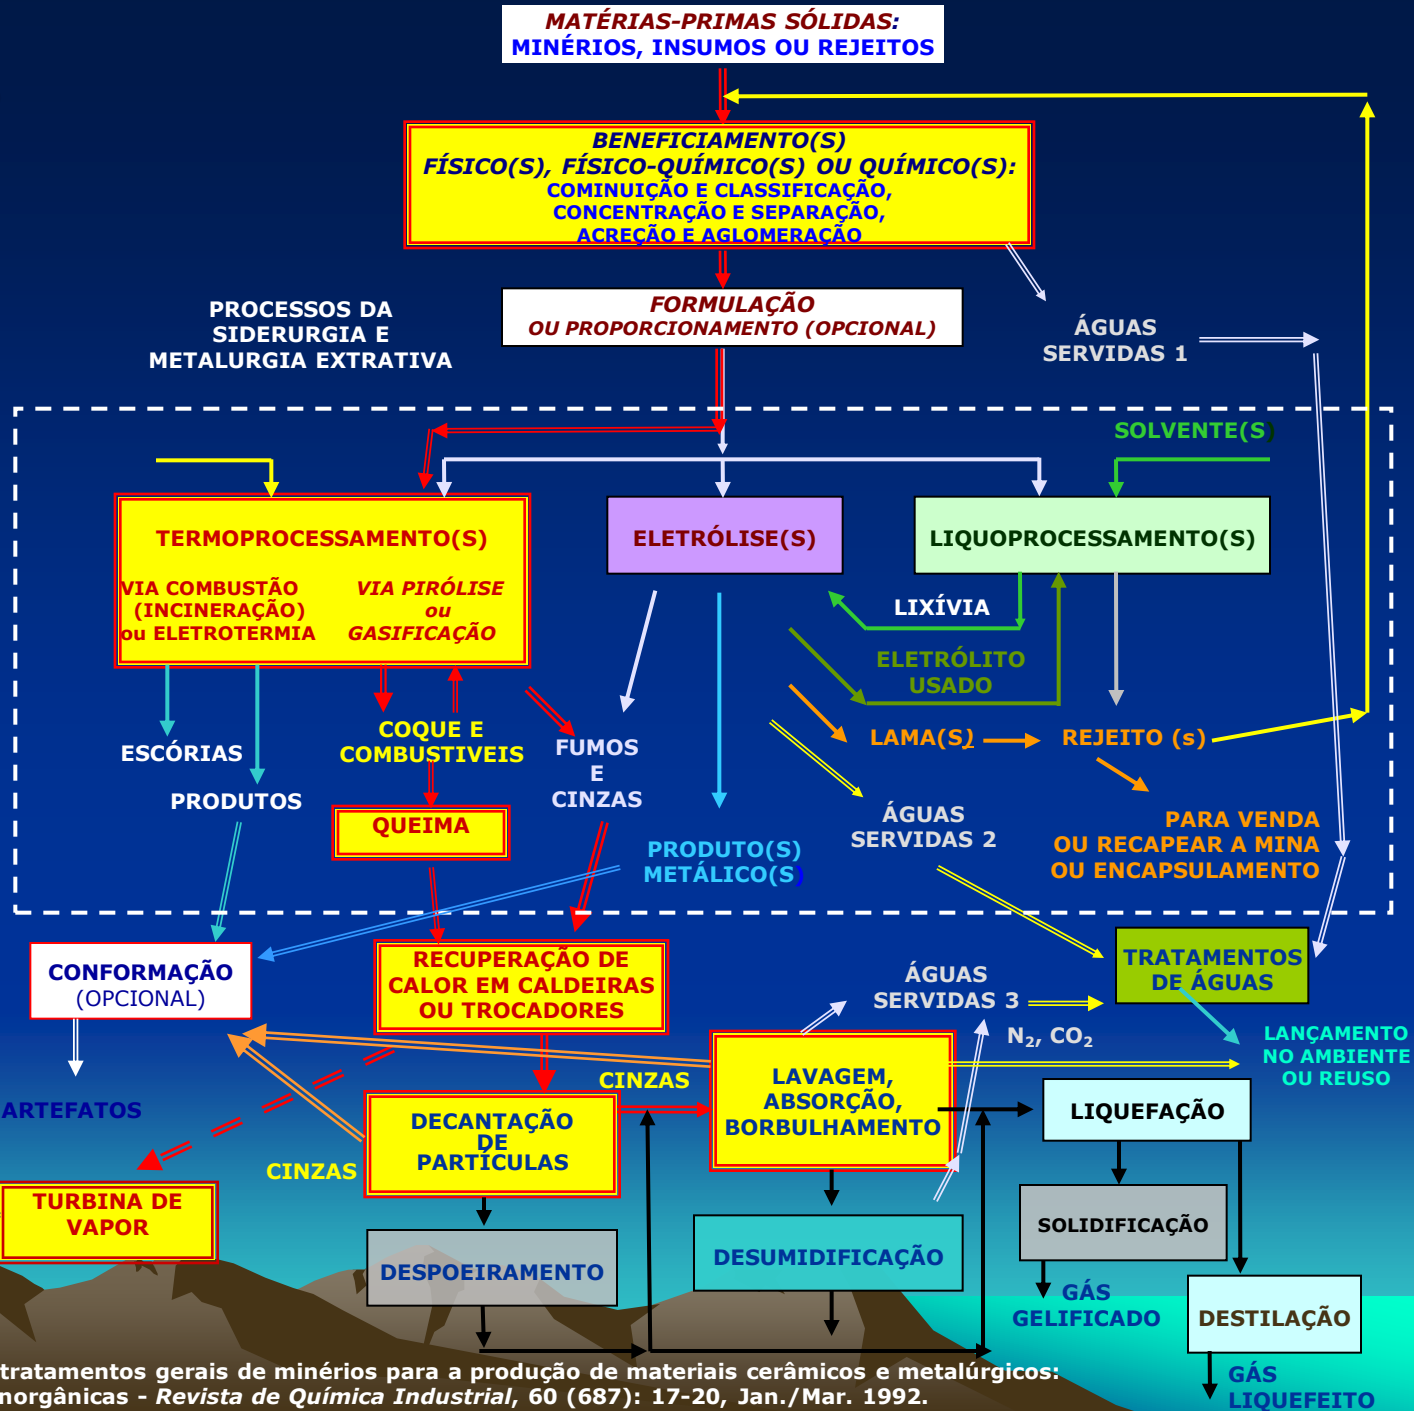 MATÉRIAS-PRIMAS SÓLIDAS:
MINÉRIOS, INSUMOS OU REJEITOS
BENEFICIAMENTO(S)
FÍSICO(S), FÍSICO-QUÍMICO(S) OU QUÍMICO(S):
COMINUIÇÃO E CLASSIFICAÇÃO,
CONCENTRAÇÃO E SEPARAÇÃO,
ACREÇÃO E AGLOMERAÇÃO
FORMULAÇÃO
OU PROPORCIONAMENTO (OPCIONAL)
PROCESSOS DA
SIDERURGIA E
METALURGIA EXTRATIVA
ÁGUAS
SERVIDAS 1
SOLVENTE(S)
TERMOPROCESSAMENTO(S)
VIA COMBUSTÃO
(INCINERAÇÃO)
ou ELETROTERMIA
VIA PIRÓLISE
ou
GASIFICAÇÃO
ELETRÓLISE(S)
LIQUOPROCESSAMENTO(S)
LIXÍVIA
ELETRÓLITO
USADO
ESCÓRIAS
PRODUTOS
COQUE E
COMBUSTIVEIS
FUMOS
E
CINZAS
LAMA(S)
REJEITO (s)
QUEIMA
PRODUTO(S)
METÁLICO(S)
ÁGUAS
SERVIDAS 2
PARA VENDA
OU RECAPEAR A MINA
OU ENCAPSULAMENTO
CONFORMAÇÃO
(OPCIONAL)
RECUPERAÇÃO DE
CALOR EM CALDEIRAS
OU TROCADORES
ÁGUAS
SERVIDAS 3
TRATAMENTOS
DE ÁGUAS
N₂, CO₂
LANÇAMENTO
NO AMBIENTE
OU REUSO
ARTEFATOS
CINZAS
LAVAGEM,
ABSORÇÃO,
BORBULHAMENTO
DECANTAÇÃO
DE
PARTÍCULAS
LIQUEFAÇÃO
CINZAS
TURBINA DE
VAPOR
DESPOEIRAMENTO
DESUMIDIFICAÇÃO
SOLIDIFICAÇÃO
GÁS
GELIFICADO
DESTILAÇÃO
GÁS
LIQUEFEITO
tratamentos gerais de minérios para a produção de materiais cerâmicos e metalúrgicos:
norgânicas - Revista de Química Industrial, 60 (687): 17-20, Jan./Mar. 1992.